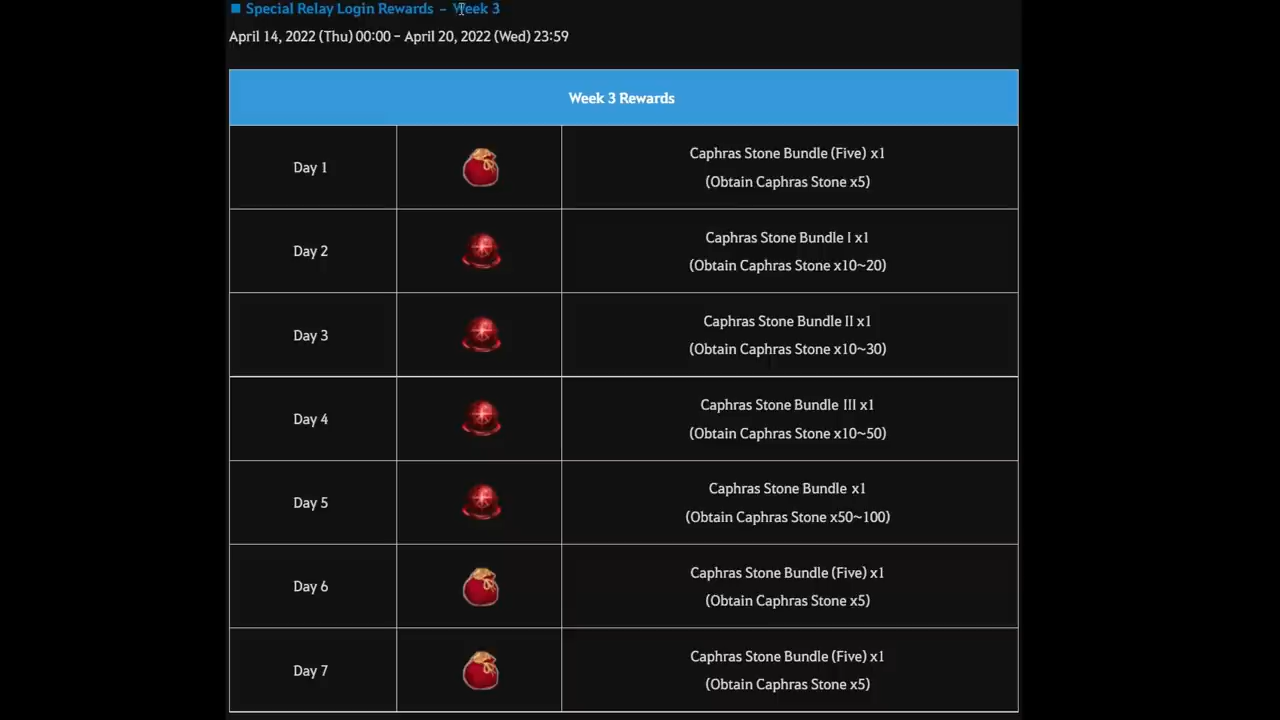 ■ Special Relay Login Rewards – Week 3
April 14, 2022 (Thu) 00:00 – April 20, 2022 (Wed) 23:59
Week 3 Rewards
Day 1
Caphras Stone Bundle (Five) x1
(Obtain Caphras Stone x5)
Day 2
Caphras Stone Bundle I x1
(Obtain Caphras Stone x10~20)
Day 3
Caphras Stone Bundle II x1
(Obtain Caphras Stone x10~30)
Day 4
Caphras Stone Bundle III x1
(Obtain Caphras Stone x10~50)
Day 5
Caphras Stone Bundle x1
(Obtain Caphras Stone x50~100)
Day 6
Caphras Stone Bundle (Five) x1
(Obtain Caphras Stone x5)
Day 7
Caphras Stone Bundle (Five) x1
(Obtain Caphras Stone x5)